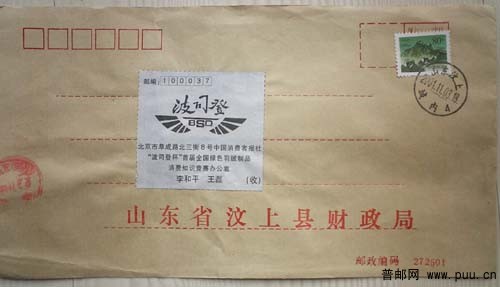 邮编:100037
波司登
BSD
北京市阜成路北三街8号中国消费者报社
“波司登杯”首届全国绿色羽绒制品
消费知识竞赛办公室
李和平 王磊 (收)
山东省汶上县财政局
邮政编码 272501
普邮网 www.puu.cn